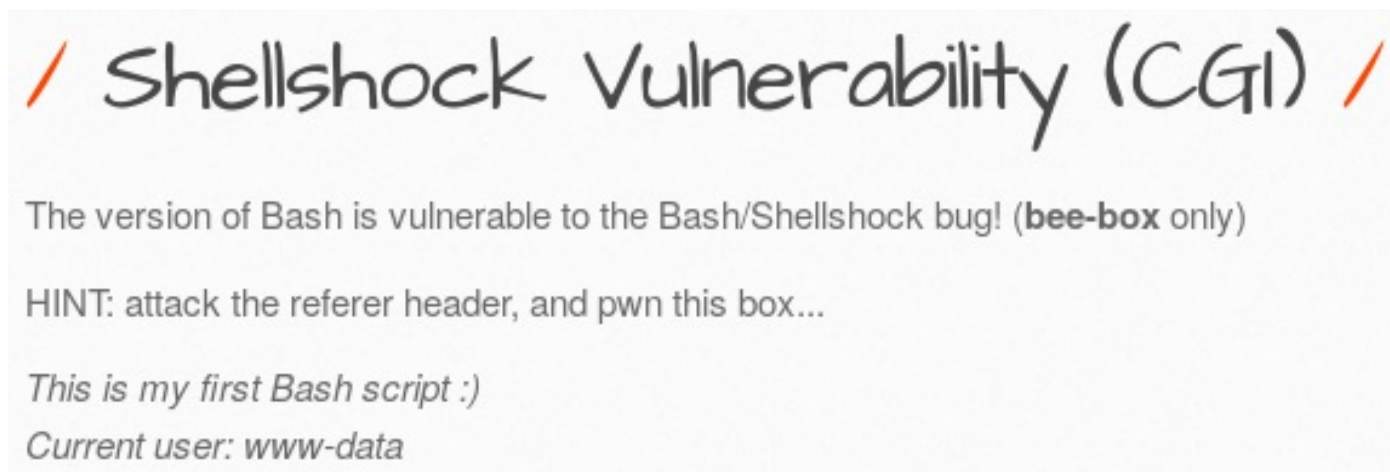 / Shellshock Vulnerability (CGI) /
The version of Bash is vulnerable to the Bash/Shellshock bug! (bee-box only)
HINT: attack the referer header, and pwn this box...
This is my first Bash script :)
Current user: www-data